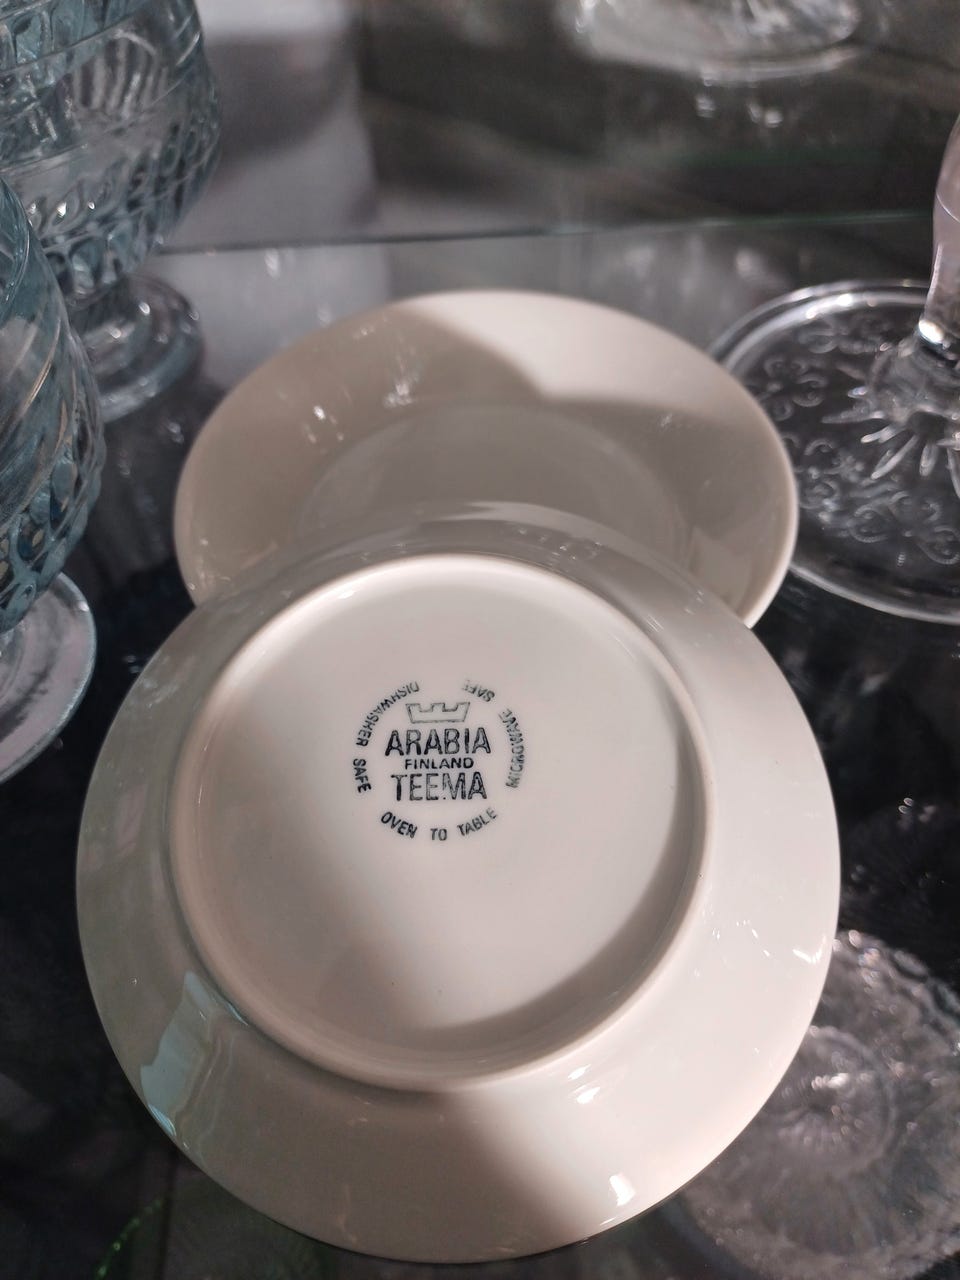 ARABIA
FINLAND
TEEMA
DISHWASHER SAFE
OVEN TO TABLE
MICROWAVE SAFE